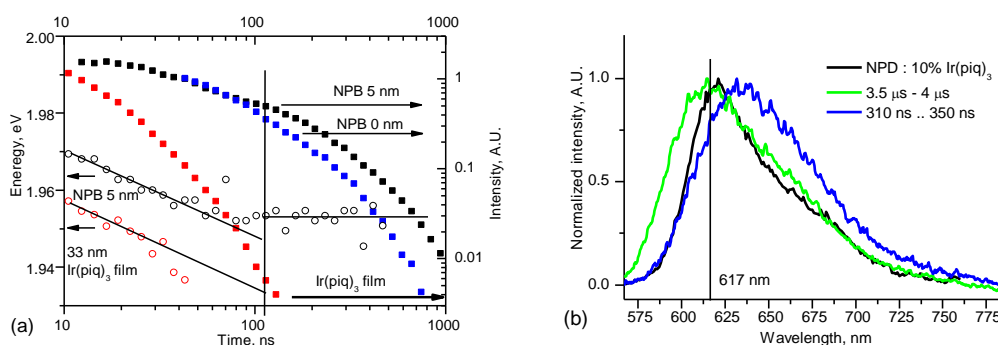 10 100 1000
2.00
1.98
1.96
1.94
Eneregy, eV
1
0.1
0.01
Intensity, A.U.
NPB 5 nm
NPB 0 nm
NPB 5 nm
33 nm
Ir(piq)3 film
Ir(piq)3 film
10 100 1000
Time, ns
(a)
1.0
0.5
0.0
Normalized intensity, A.U.
NPD : 10% Ir(piq)3
3.5 μs - 4 μs
310 ns .. 350 ns
617 nm
575 600 625 650 675 700 725 750 775
Wavelength, nm
(b)